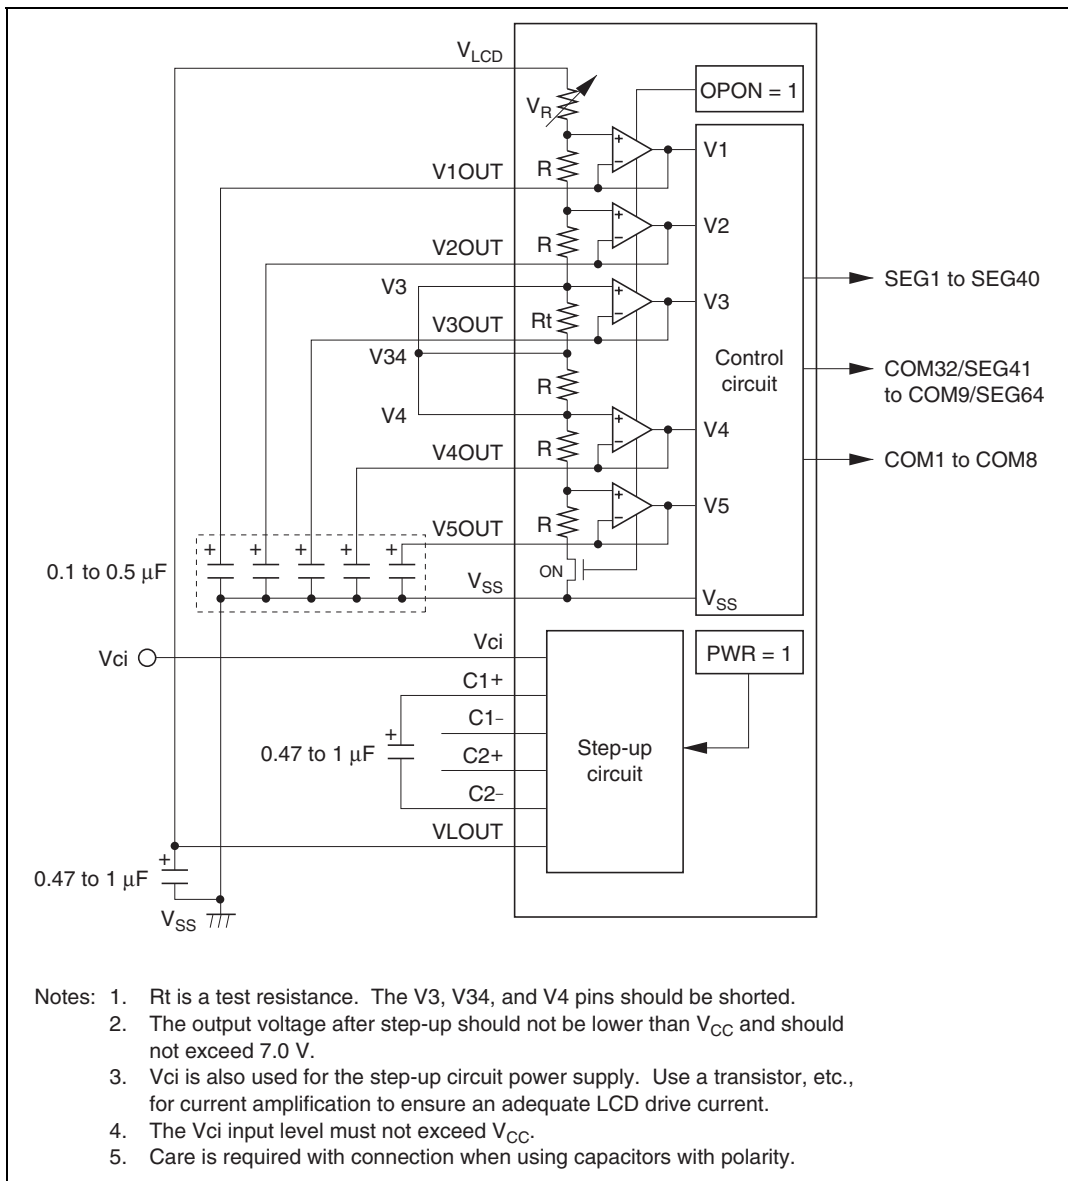 V_LCD
OPON = 1
V_R
V1
R
V1OUT
V2
R
V2OUT
V3
V3
SEG1 to SEG40
Rt
V3OUT
V34
Control
circuit
COM32/SEG41
to COM9/SEG64
R
V4
V4
R
V4OUT
COM1 to COM8
V5
R
V5OUT
+ + + + +
0.1 to 0.5 μF
ON
V_SS
V_SS
Vci
Vci
PWR = 1
C1+
C1−
+
0.47 to 1 μF
C2+
Step-up
circuit
C2−
VLOUT
+
0.47 to 1 μF
V_SS
+
−
+
−
+
−
+
−
+
−
Notes: 1. Rt is a test resistance. The V3, V34, and V4 pins should be shorted.
2. The output voltage after step-up should not be lower than V_CC and should
not exceed 7.0 V.
3. Vci is also used for the step-up circuit power supply. Use a transistor, etc.,
for current amplification to ensure an adequate LCD drive current.
4. The Vci input level must not exceed V_CC.
5. Care is required with connection when using capacitors with polarity.